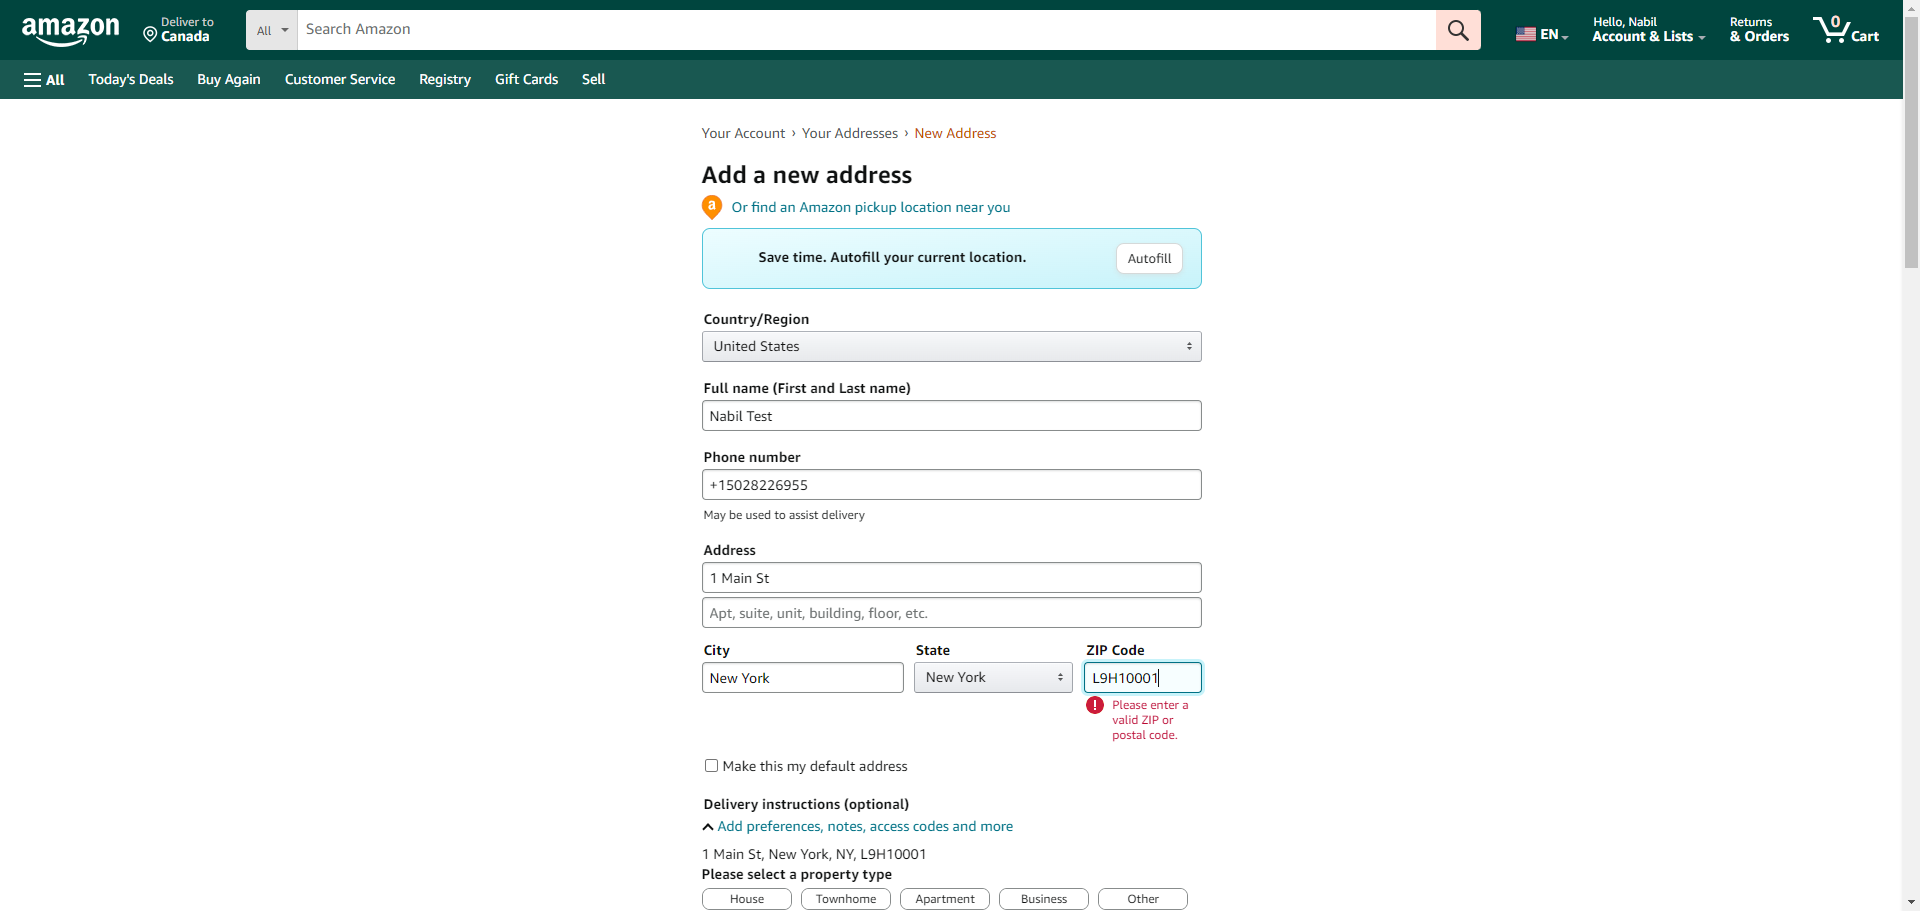 amazon
Deliver to
Canada
All
Search Amazon
EN
Hello, Nabil
Account & Lists
Returns
& Orders
0
Cart
All
Today's Deals
Buy Again
Customer Service
Registry
Gift Cards
Sell
Your Account › Your Addresses › New Address
Add a new address
a
Or find an Amazon pickup location near you
Save time. Autofill your current location.
Autofill
Country/Region
United States
Full name (First and Last name)
Nabil Test
Phone number
+15028226955
May be used to assist delivery
Address
1 Main St
Apt, suite, unit, building, floor, etc.
City
State
ZIP Code
New York
New York
L9H10001
!
Please enter a
valid ZIP or
postal code.
Make this my default address
Delivery instructions (optional)
Add preferences, notes, access codes and more
1 Main St, New York, NY, L9H10001
Please select a property type
House
Townhome
Apartment
Business
Other